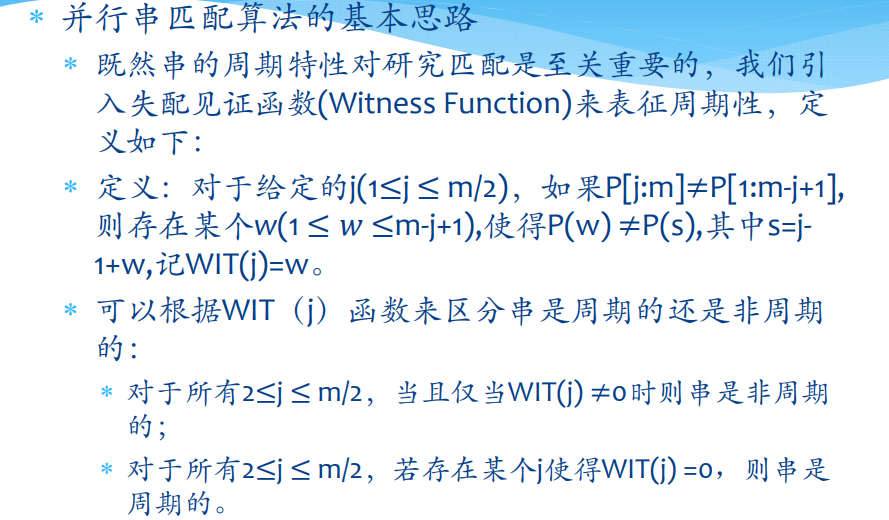 * 并行串匹配算法的基本思路
* 既然串的周期特性对研究匹配是至关重要的，我们引
入失配见证函数(Witness Function)来表征周期性，定
义如下：
* 定义：对于给定的j(1≤j ≤ m/2)，如果P[j:m]≠P[1:m-j+1],
则存在某个w(1 ≤ w ≤m-j+1),使得P(w) ≠P(s),其中s=j-
1+w,记WIT(j)=w。
* 可以根据WIT（j）函数来区分串是周期的还是非周期
的：
* 对于所有2≤j ≤ m/2，当且仅当WIT(j) ≠0时则串是非周期
的；
* 对于所有2≤j ≤ m/2，若存在某个j使得WIT(j) =0，则串是
周期的。